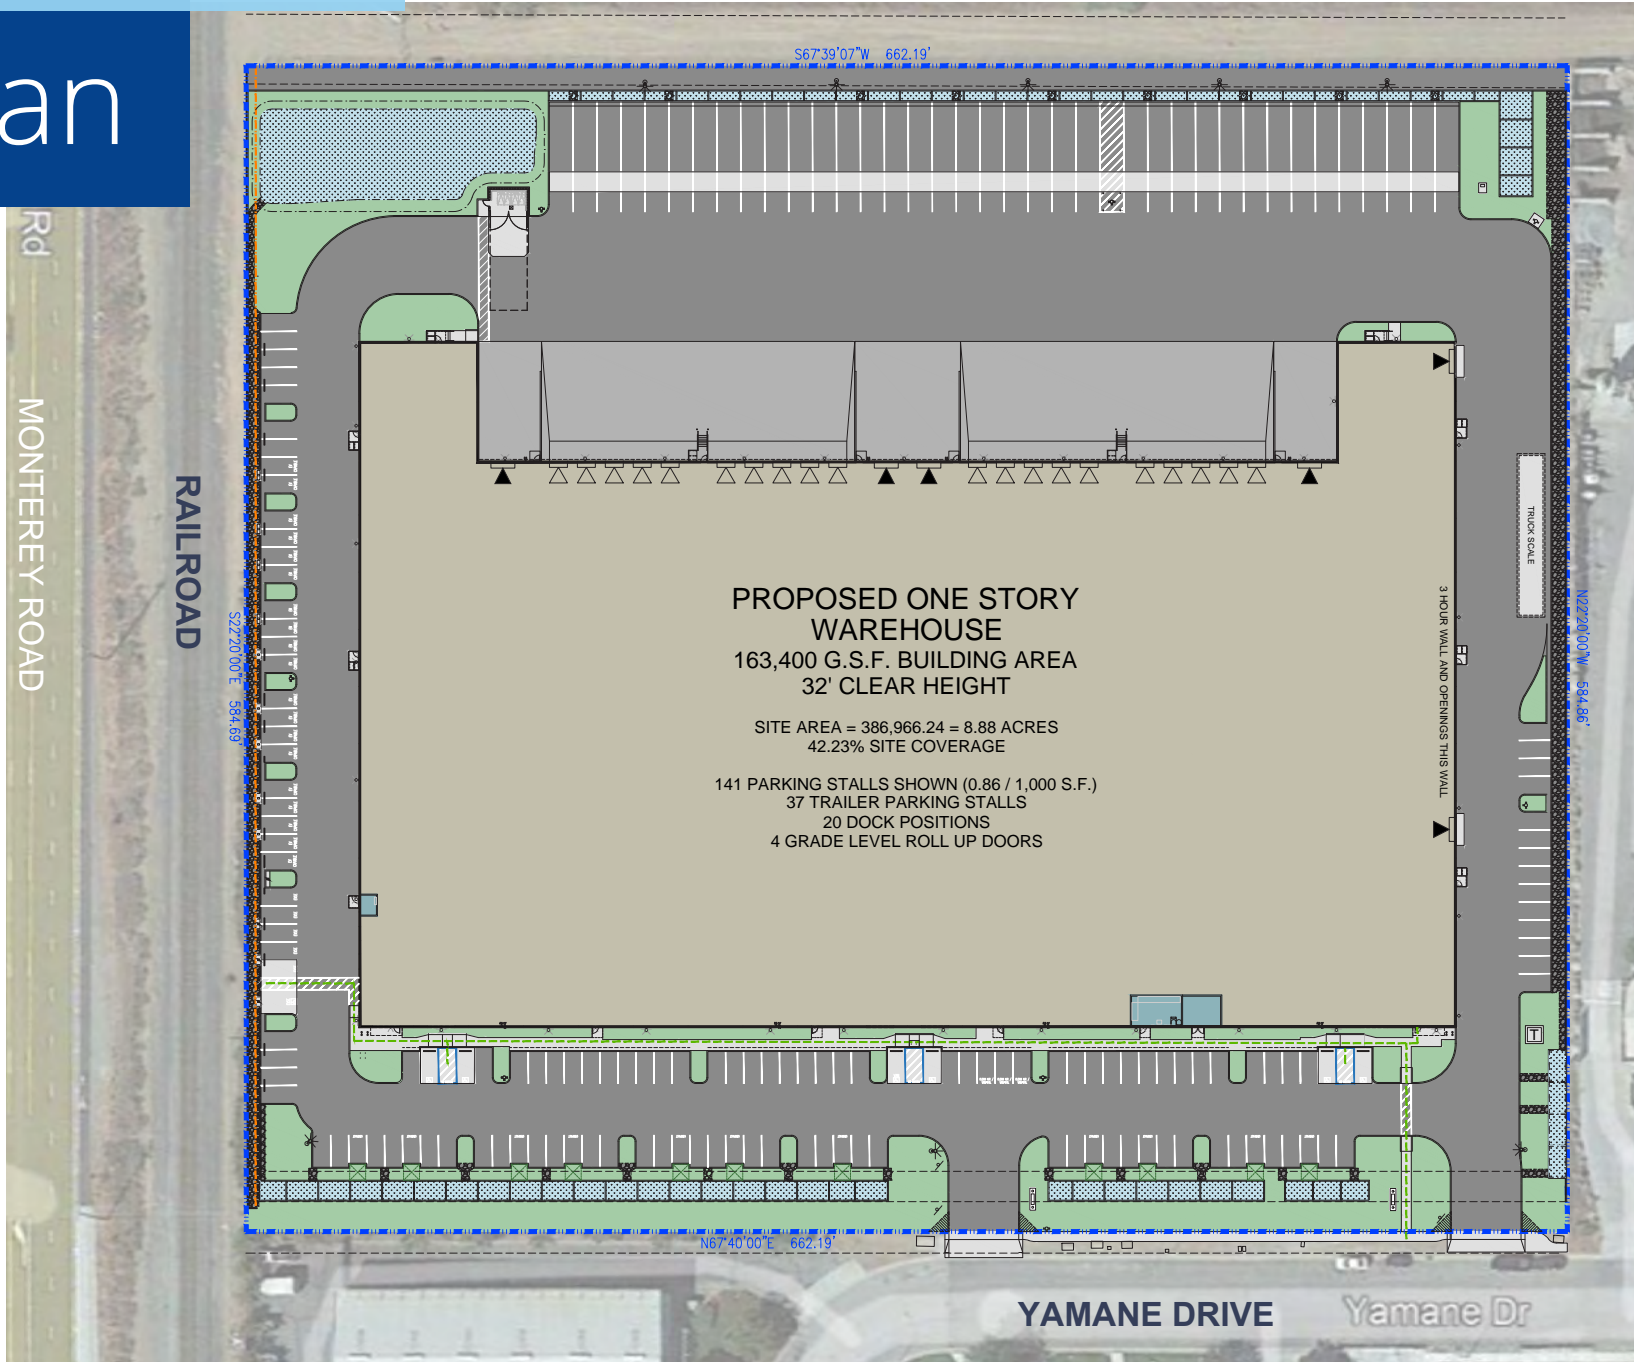 an
S67°39'07"W 662.19'
Rd
MONTEREY ROAD
RAILROAD
S22°20'00"E 584.69'
PROPOSED ONE STORY
WAREHOUSE
163,400 G.S.F. BUILDING AREA
32' CLEAR HEIGHT
SITE AREA = 386,966.24 = 8.88 ACRES
42.23% SITE COVERAGE
141 PARKING STALLS SHOWN (0.86 / 1,000 S.F.)
37 TRAILER PARKING STALLS
20 DOCK POSITIONS
4 GRADE LEVEL ROLL UP DOORS
3 HOUR WALL AND OPENINGS THIS WALL
TRUCK SCALE
N22°20'00"W 584.86'
T
N67°40'00"E 662.19'
YAMANE DRIVE
Yamane Dr